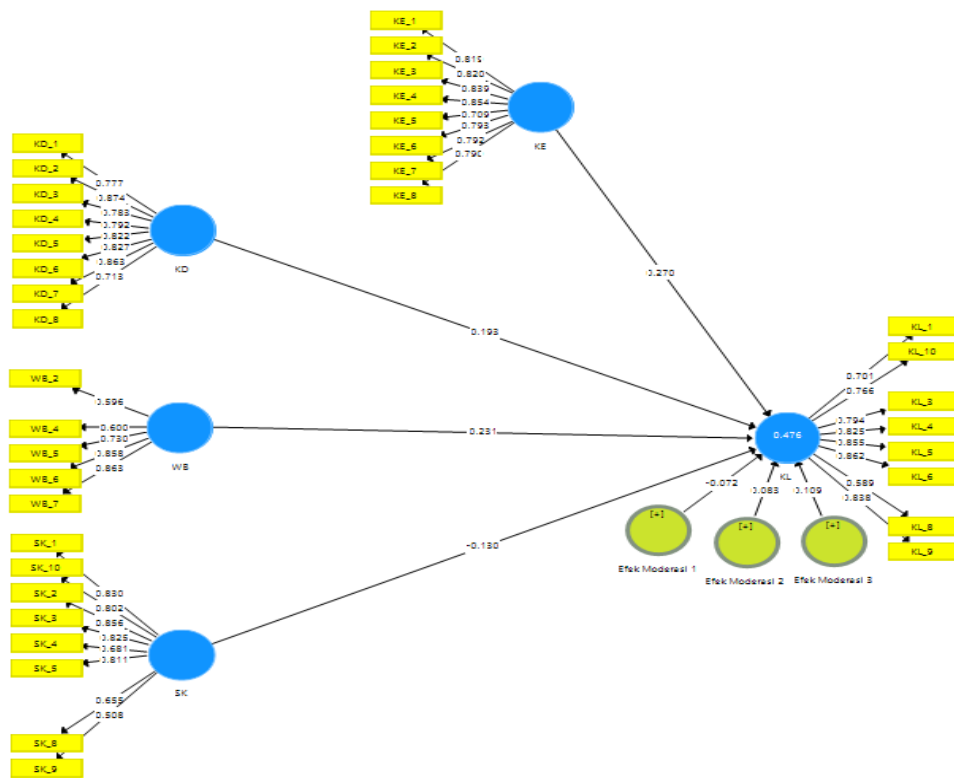 KE_1
KE_2
KE_3
KE_4
KE_5
KE_6
KE_7
KE_8
0.815
0.820
0.839
0.854
0.709
0.793
0.792
0.790
KE
KD_1
KD_2
KD_3
KD_4
KD_5
KD_6
KD_7
KD_8
0.777
0.874
0.783
0.792
0.822
0.827
0.863
0.713
KD
0.270
0.193
WB_2
WB_4
WB_5
WB_6
WB_7
0.596
0.600
0.730
0.858
0.863
WB
0.231
KL_1
KL_10
KL_3
KL_4
KL_5
KL_6
KL_8
KL_9
0.701
0.766
0.794
0.825
0.855
0.862
0.589
0.838
0.476
KL
-0.072
0.083
0.109
[+]
[+]
[+]
Efek Moderasi 1
Efek Moderasi 2
Efek Moderasi 3
SK_1
SK_10
SK_2
SK_3
SK_4
SK_5
SK_8
SK_9
0.830
0.802
0.856
0.825
0.681
0.811
0.655
0.508
SK
-0.130